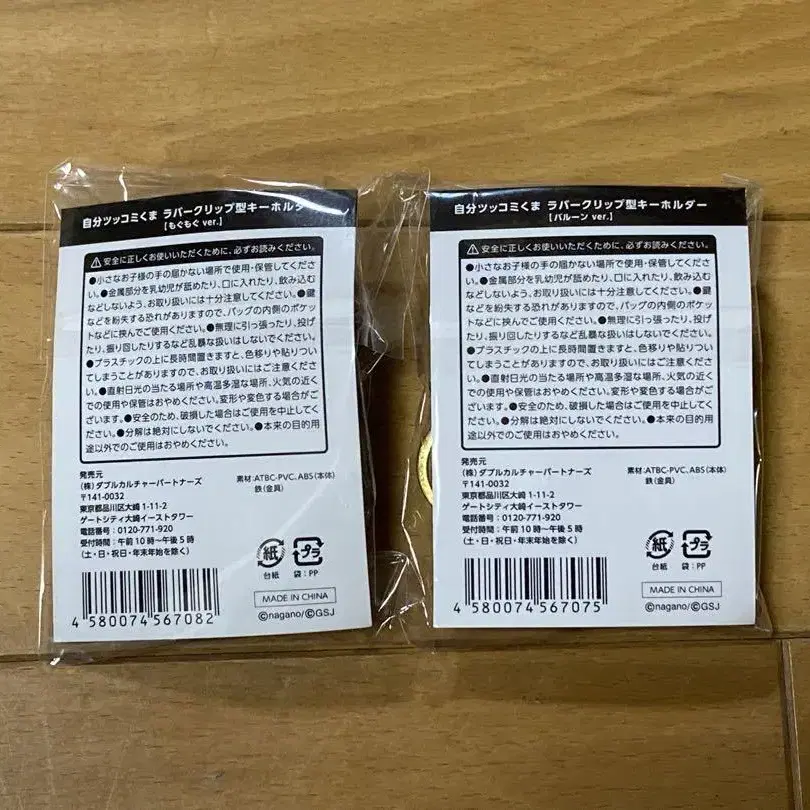 自分ツッコミくま ラバークリップ型キーホルダー
【もぐもぐ ver.】
安全に正しくお使いいただくために、必ずお読みください。
●小さなお子様の手の届かない場所で使用・保管してくださ
い。●金属部分を乳幼児が舐めたり、口に入れたり、飲み込む
などしないよう、お取り扱いには十分注意してください。●鍵
などを紛失する恐れがありますので、バッグの内側のポケッ
トなどに挟んでご使用ください。●無理に引っ張ったり、投げ
たり、振り回したりするなど乱暴な扱いはしないでください。
●プラスチックの上に長時間置きますと、色移りや貼りつい
てしまうことがありますので、お取り扱いにはご注意くださ
い。●直射日光の当たる場所や高温多湿な場所、火気の近く
での使用や保管はおやめください。変形や変色する場合がご
ざいます。●安全のため、破損した場合はご使用を中止してく
ださい。●分解は絶対にしないでください。●本来の目的用
途以外でのご使用はおやめください。
発売元
(株)ダブルカルチャーパートナーズ
〒141-0032
東京都品川区大崎 1-11-2
ゲートシティ大崎イーストタワー
電話番号：0120-771-920
受付時間：午前 10 時〜午後 5 時
(土・日・祝日・年末年始を除く)
素材：ATBC-PVC、ABS(本体)
鉄(金具)
紙
台紙
プラ
袋：PP
MADE IN CHINA
4 580074 567082
©nagano/©GSJ
自分ツッコミくま ラバークリップ型キーホルダー
【バルーン ver.】
安全に正しくお使いいただくために、必ずお読みください。
●小さなお子様の手の届かない場所で使用・保管してくださ
い。●金属部分を乳幼児が舐めたり、口に入れたり、飲み込む
などしないよう、お取り扱いには十分注意してください。●鍵
などを紛失する恐れがありますので、バッグの内側のポケッ
トなどに挟んでご使用ください。●無理に引っ張ったり、投げ
たり、振り回したりするなど乱暴な扱いはしないでください。
●プラスチックの上に長時間置きますと、色移りや貼りつい
てしまうことがありますので、お取り扱いにはご注意くださ
い。●直射日光の当たる場所や高温多湿な場所、火気の近く
での使用や保管はおやめください。変形や変色する場合がご
ざいます。●安全のため、破損した場合はご使用を中止してく
ださい。●分解は絶対にしないでください。●本来の目的用
途以外でのご使用はおやめください。
発売元
(株)ダブルカルチャーパートナーズ
〒141-0032
東京都品川区大崎 1-11-2
ゲートシティ大崎イーストタワー
電話番号：0120-771-920
受付時間：午前 10 時〜午後 5 時
(土・日・祝日・年末年始を除く)
素材：ATBC-PVC、ABS(本体)
鉄(金具)
紙
台紙
プラ
袋：PP
MADE IN CHINA
4 580074 567075
©nagano/©GSJ